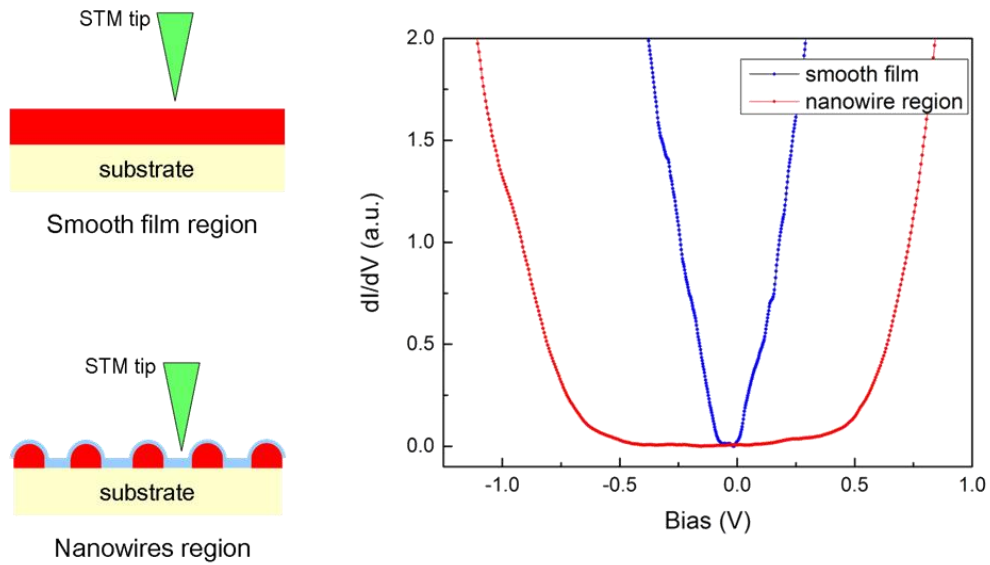 STM tip
substrate
Smooth film region
STM tip
substrate
Nanowires region
2.0
1.5
1.0
0.5
0.0
dI/dV (a.u.)
smooth film
nanowire region
-1.0
-0.5
0.0
0.5
1.0
Bias (V)